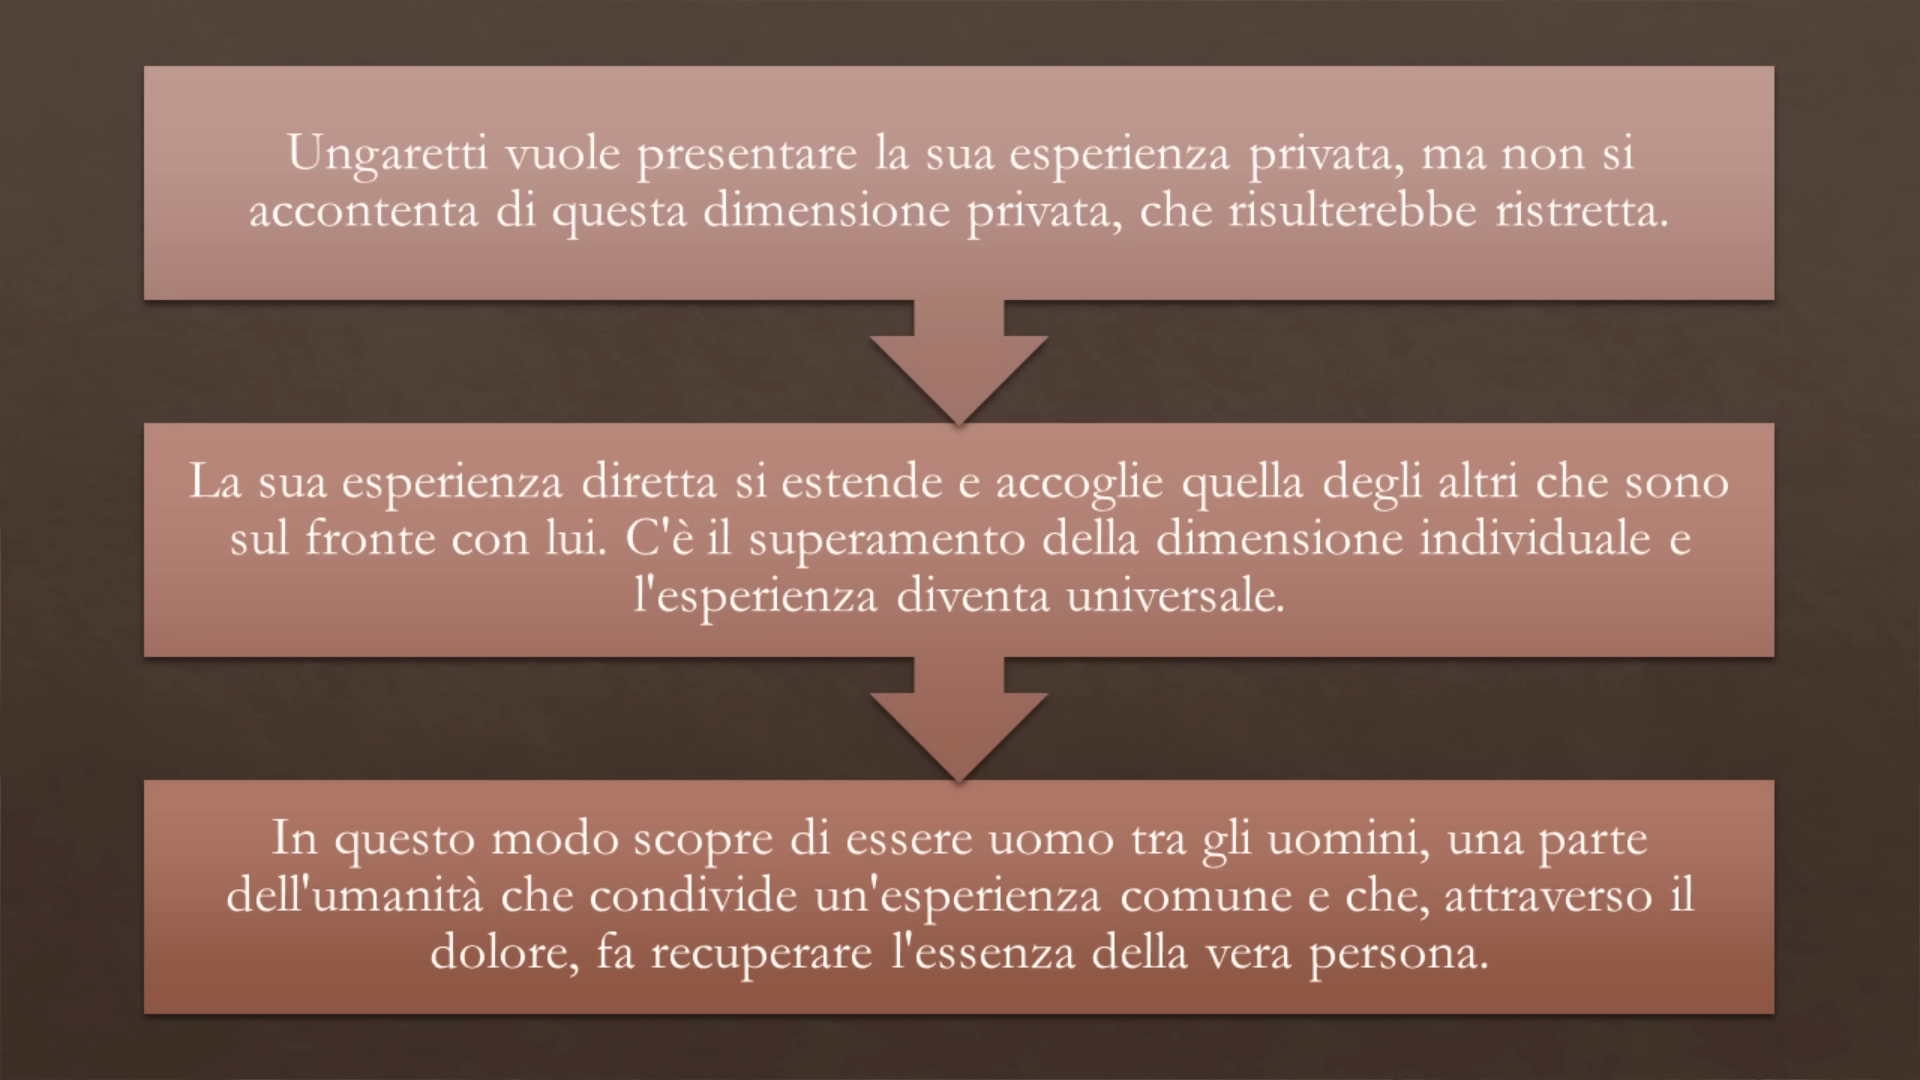 Ungaretti vuole presentare la sua esperienza privata, ma non si
accontenta di questa dimensione privata, che risulterebbe ristretta.
La sua esperienza diretta si estende e accoglie quella degli altri che sono
sul fronte con lui. C'è il superamento della dimensione individuale e
l'esperienza diventa universale.
In questo modo scopre di essere uomo tra gli uomini, una parte
dell'umanità che condivide un'esperienza comune e che, attraverso il
dolore, fa recuperare l'essenza della vera persona.